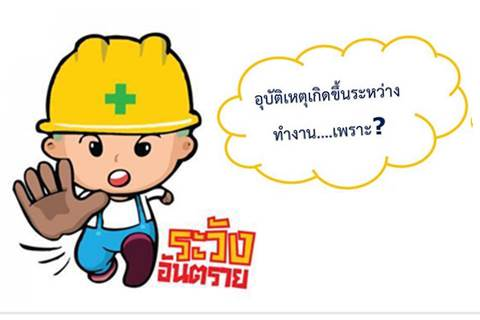 อุบัติเหตุเกิดขึ้นระหว่าง
ทำงาน....เพราะ?
ระวัง
อันตราย